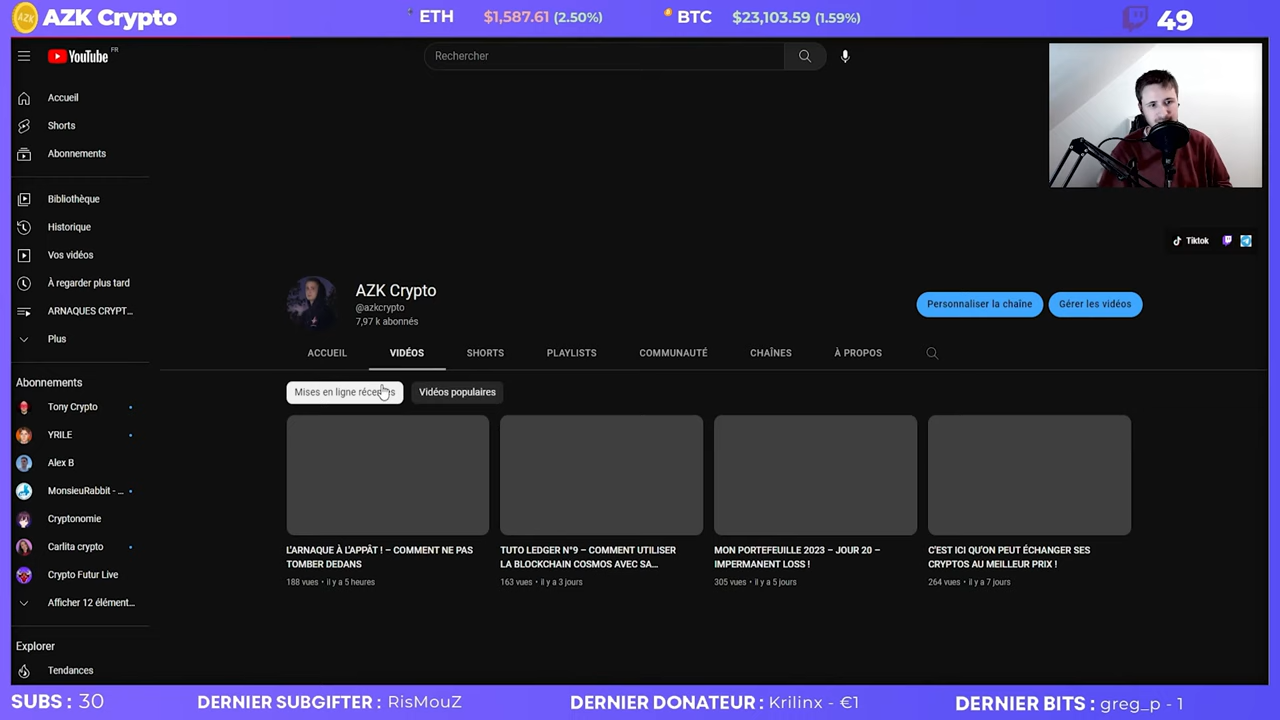 AZK
AZK Crypto
ETH $1,587.61 (2.50%)
BTC $23,103.59 (1.59%)
49
YouTube FR
Rechercher
Accueil
Shorts
Abonnements
Bibliothèque
Historique
Vos vidéos
À regarder plus tard
ARNAQUES CRYPT...
Plus
Abonnements
Tony Crypto
YRILE
Alex B
MonsieuRabbit - ...
Cryptonomie
Carlita crypto
Crypto Futur Live
Afficher 12 élément...
Explorer
Tendances
Tiktok
AZK Crypto
@azkcrypto
7,97 k abonnés
Personnaliser la chaîne
Gérer les vidéos
ACCUEIL VIDÉOS SHORTS PLAYLISTS COMMUNAUTÉ CHAÎNES À PROPOS
Mises en ligne récentes
Vidéos populaires
L'ARNAQUE À L'APPÂT ! – COMMENT NE PAS
TOMBER DEDANS
188 vues • il y a 5 heures
TUTO LEDGER N°9 – COMMENT UTILISER
LA BLOCKCHAIN COSMOS AVEC SA...
163 vues • il y a 3 jours
MON PORTEFEUILLE 2023 – JOUR 20 –
IMPERMANENT LOSS !
305 vues • il y a 5 jours
C'EST ICI QU'ON PEUT ÉCHANGER SES
CRYPTOS AU MEILLEUR PRIX !
264 vues • il y a 7 jours
SUBS : 30
DERNIER SUBGIFTER : RisMouZ
DERNIER DONATEUR : Krilinx - €1
DERNIER BITS : greg_p - 1